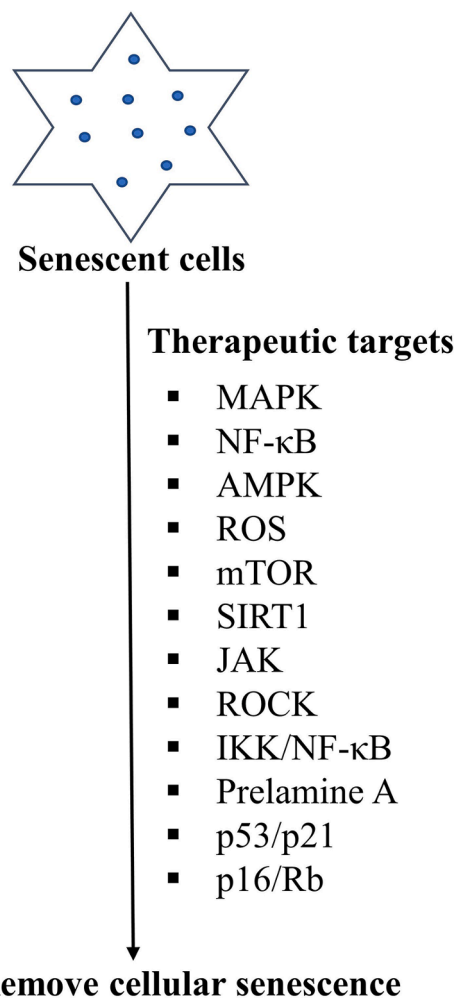 Senescent cells
Therapeutic targets
▪ MAPK
▪ NF-κB
▪ AMPK
▪ ROS
▪ mTOR
▪ SIRT1
▪ JAK
▪ ROCK
▪ IKK/NF-κB
▪ Prelamine A
▪ p53/p21
▪ p16/Rb
emove cellular senescence